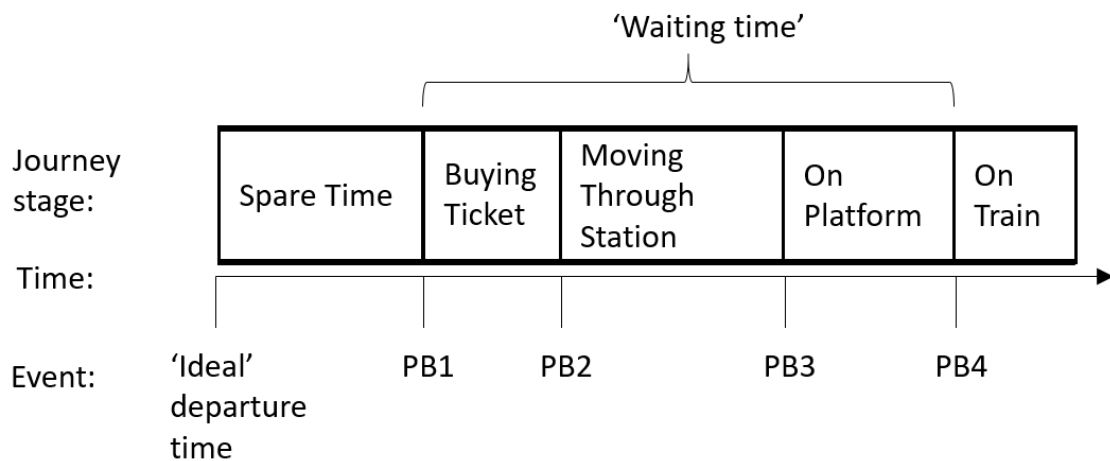 ‘Waiting time’
Journey
stage:
Spare Time
Buying
Ticket
Moving
Through
Station
On
Platform
On
Train
Time:
Event:
‘Ideal’
departure
time
PB1
PB2
PB3
PB4